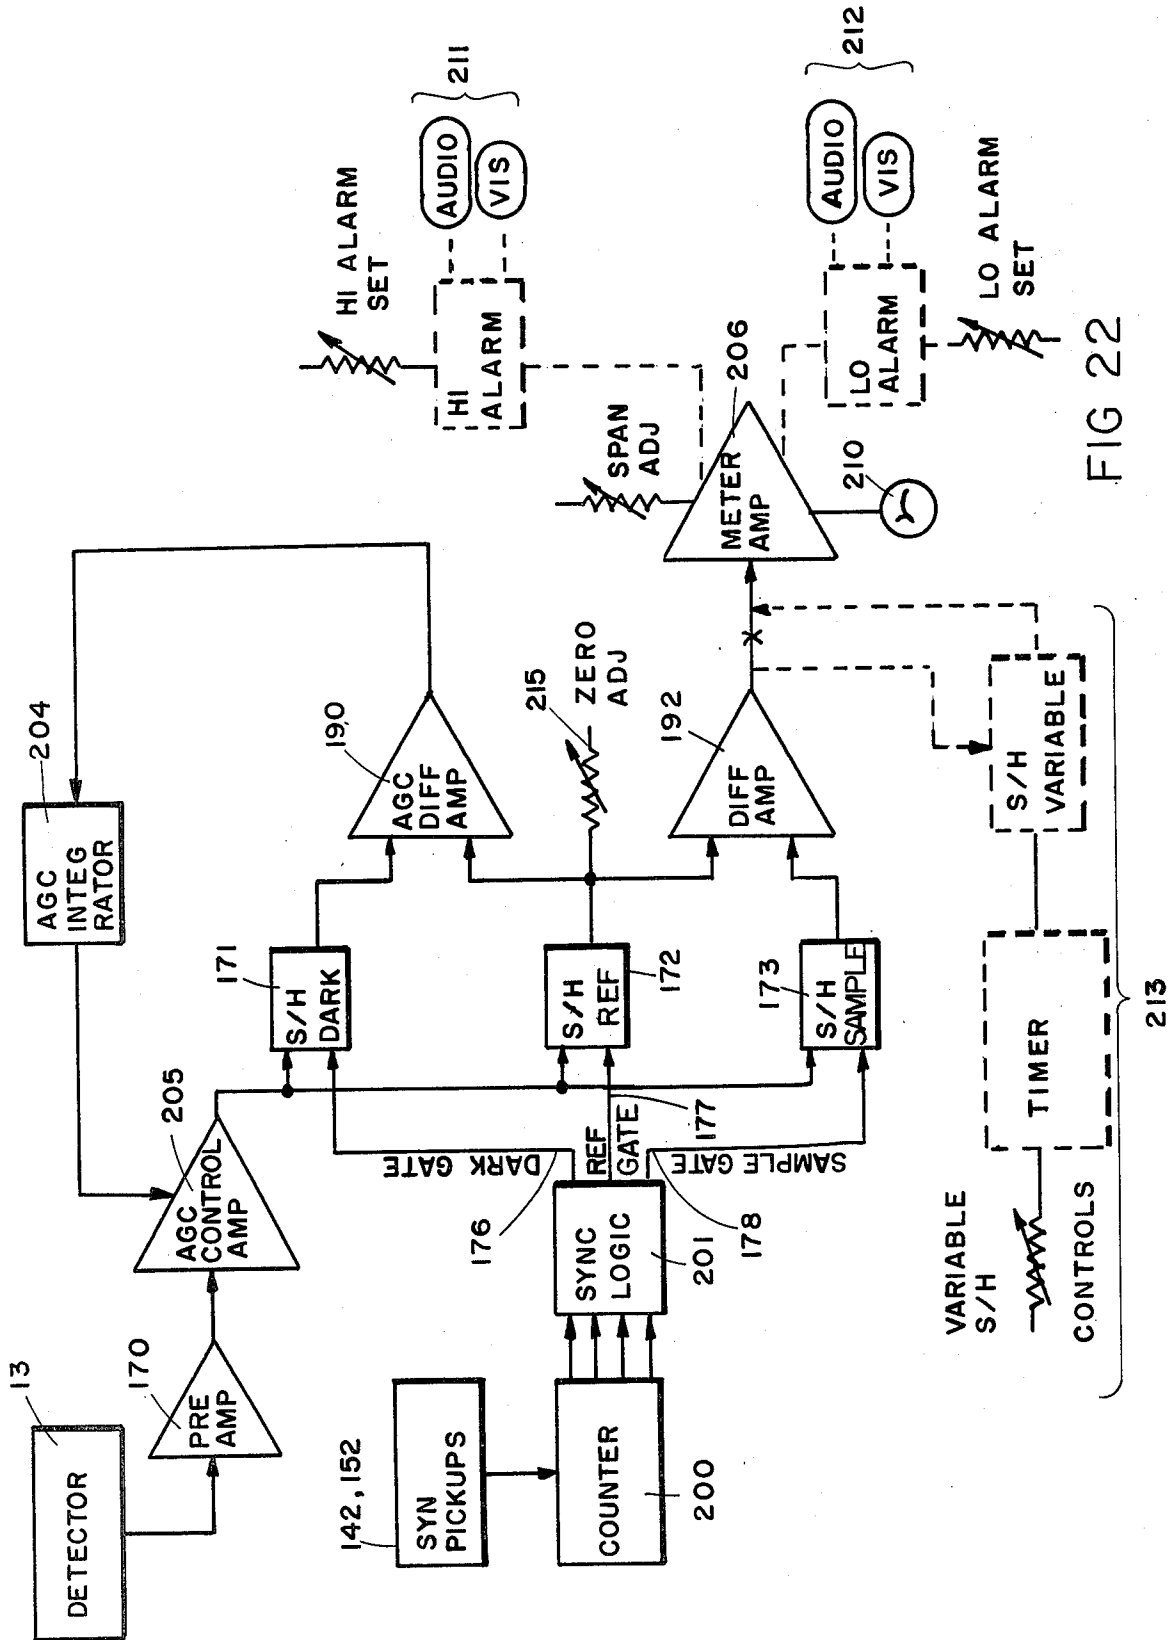 DETECTOR
13
PRE
AMP
170
AGC
CONTROL
AMP
205
AGC
INTEG
RATOR
204
SYN
PICKUPS
142, 152
COUNTER
200
SYNC
LOGIC
201
DARK GATE
176
REF
GATE
177
SAMPLE GATE
178
S/H
DARK
171
S/H
REF
172
S/H
SAMPLE
173
AGC
DIFF
AMP
190
ZERO
ADJ
215
DIFF
AMP
192
METER
AMP
206
SPAN
ADJ
210
HI ALARM
SET
HI
ALARM
AUDIO
VIS
211
LO
ALARM
AUDIO
VIS
212
LO ALARM
SET
VARIABLE
S/H
CONTROLS
TIMER
S/H
VARIABLE
213
FIG 22